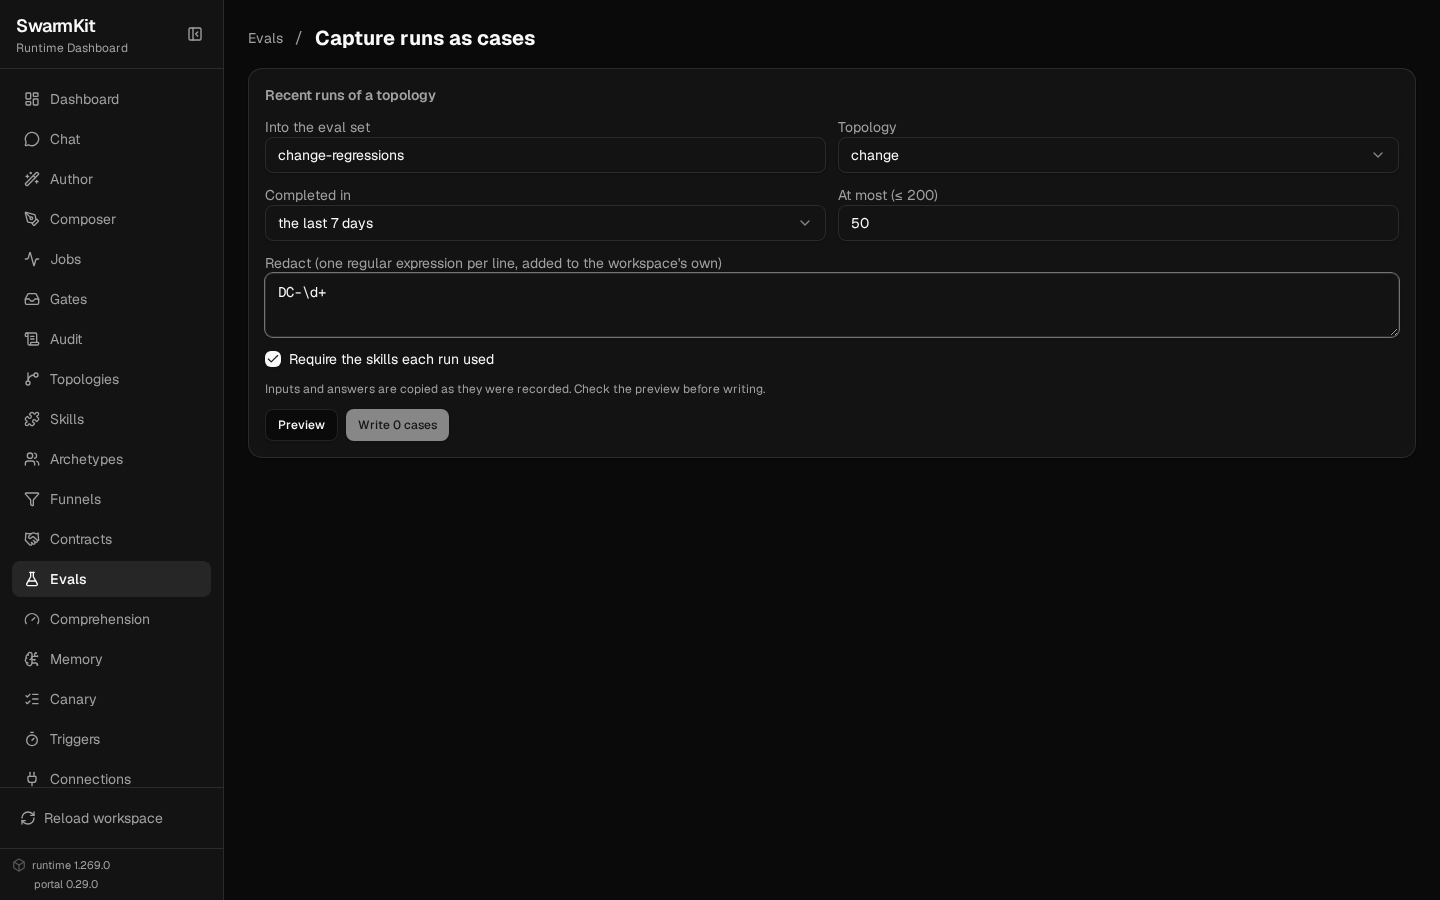 SwarmKit
Runtime Dashboard
Dashboard
Chat
Author
Composer
Jobs
Gates
Audit
Topologies
Skills
Archetypes
Funnels
Contracts
Evals
Comprehension
Memory
Canary
Triggers
Connections
Reload workspace
runtime 1.269.0
portal 0.29.0
Evals / Capture runs as cases
Recent runs of a topology
Into the eval set
change-regressions
Topology
change
Completed in
the last 7 days
At most (≤ 200)
50
Redact (one regular expression per line, added to the workspace's own)
DC-\d+
Require the skills each run used
Inputs and answers are copied as they were recorded. Check the preview before writing.
Preview
Write 0 cases